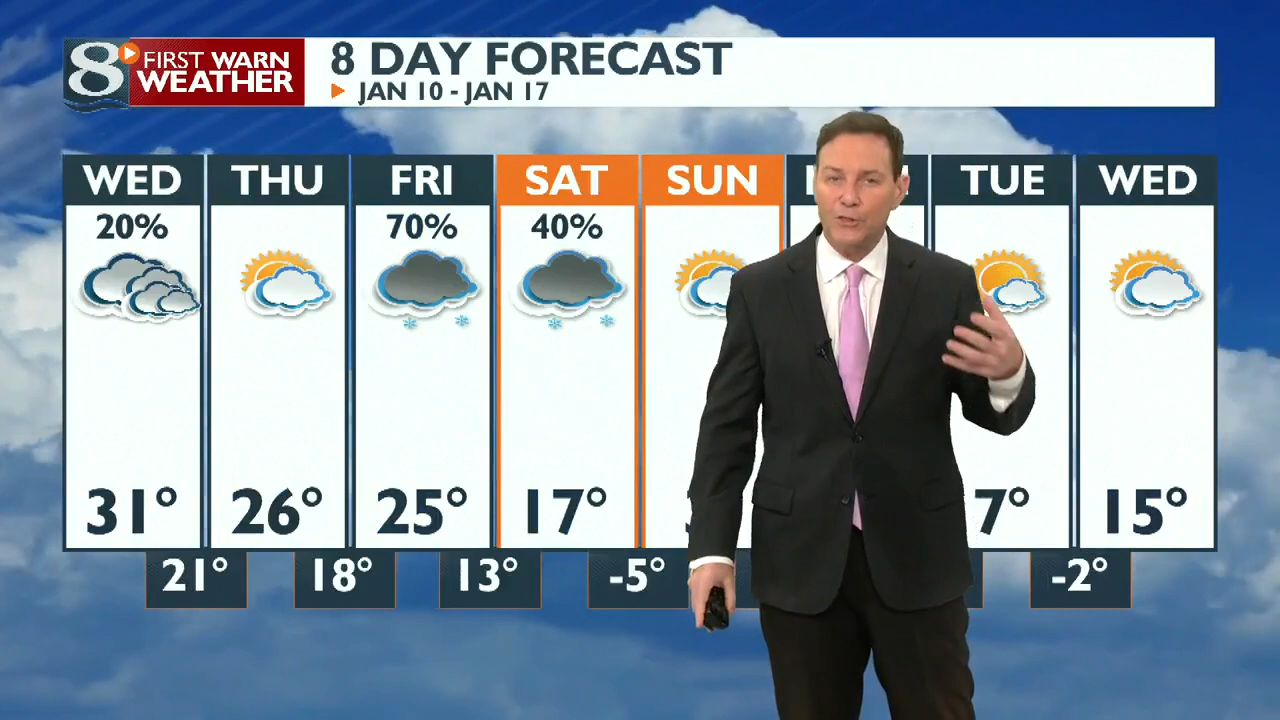 8 FIRST WARN
WEATHER
8 DAY FORECAST
JAN 10 - JAN 17
WED THU FRI SAT SUN TUE WED
20% 70% 40%
31° 26° 25° 17° 7° 15°
21° 18° 13° -5° -2°